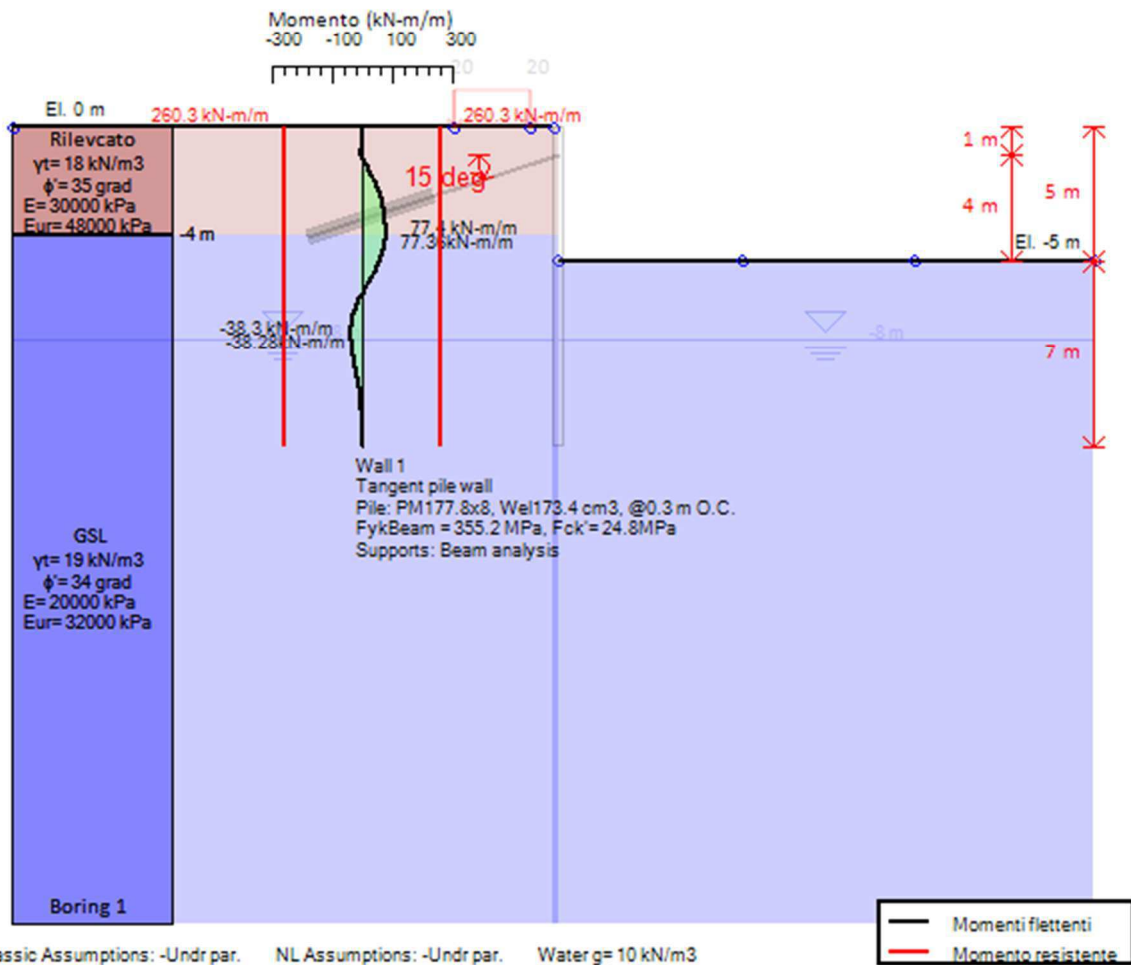 Momento (kN-m/m)
-300 -100 100 300
20 20
El. 0 m
260.3 kN-m/m
260.3 kN-m/m
Rilevcato
γt= 18 kN/m3
ϕ'= 35 grad
E= 30000 kPa
Eur= 48000 kPa
-4 m
15 deg
77.4 kN-m/m
77.36kN-m/m
1 m
4 m
5 m
El. -5 m
-38.3 kN-m/m
-38.28kN-m/m
-8 m
7 m
Wall 1
Tangent pile wall
Pile: PM177.8x8, Wel173.4 cm3, @0.3 m O.C.
FykBeam = 355.2 MPa, Fck'= 24.8MPa
Supports: Beam analysis
GSL
γt= 19 kN/m3
ϕ'= 34 grad
E= 20000 kPa
Eur= 32000 kPa
Boring 1
Momenti flettenti
Momento resistente
assic Assumptions: -Undr par. NL Assumptions: -Undr par. Water g= 10 kN/m3